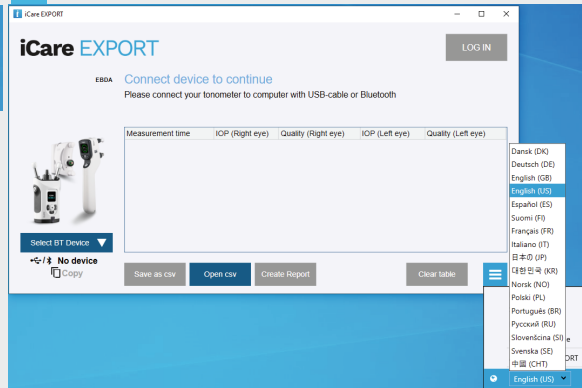 iCare EXPORT
iCare EXPORT
LOG IN
EBDA
Connect device to continue
Please connect your tonometer to computer with USB-cable or Bluetooth
Measurement time IOP (Right eye) Quality (Right eye) IOP (Left eye) Quality (Left eye)
Select BT Device
No device
Copy
Save as csv Open csv Create Report Clear table
Dansk (DK)
Deutsch (DE)
English (GB)
English (US)
Español (ES)
Suomi (FI)
Français (FR)
Italiano (IT)
日本の (JP)
대한민국 (KR)
Norsk (NO)
Polski (PL)
Português (BR)
Русский (RU)
Slovenščina (SI)
Svenska (SE)
中國 (CHT)
English (US)